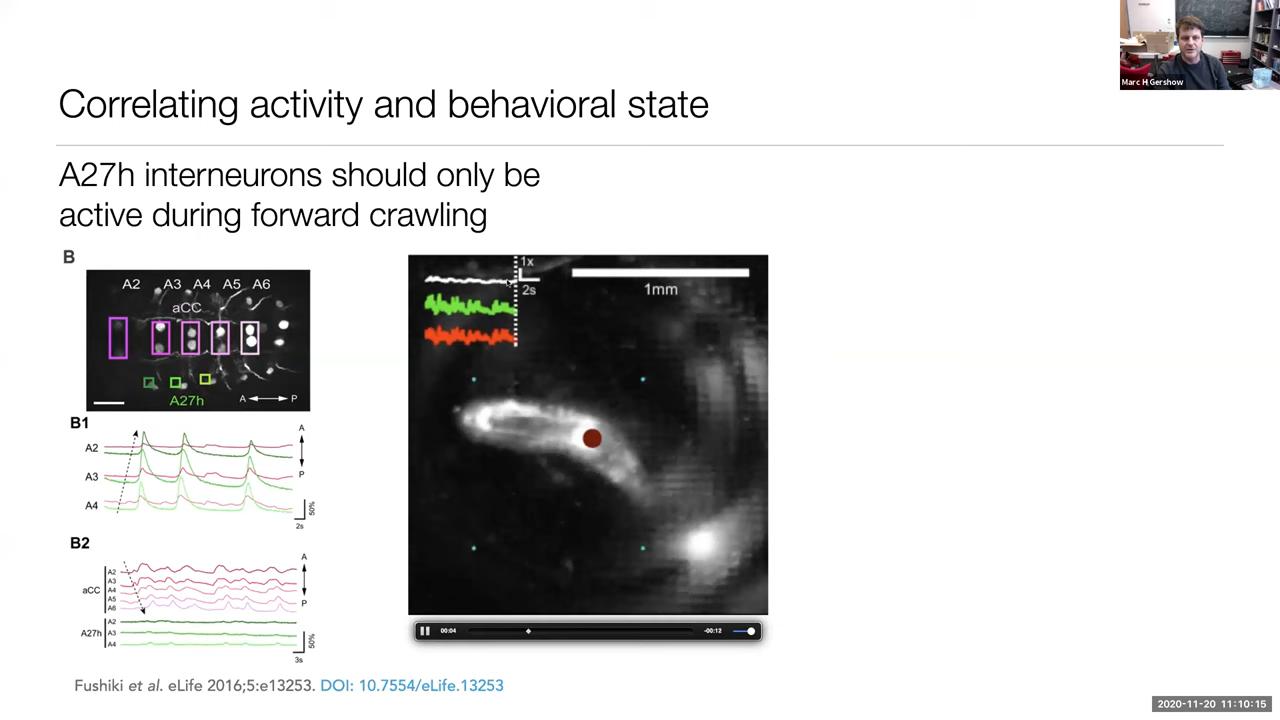 Marc H Gershow
Correlating activity and behavioral state
A27h interneurons should only be
active during forward crawling
B
A2 A3 A4 A5 A6
aCC
A27h
A P
B1
A2
A3
A4
A
P
50%
2s
B2
aCC
A2
A3
A4
A5
A6
A27h
A2
A3
A4
A
P
50%
3s
1x
2s
1mm
00:04
-00:12
Fushiki et al. eLife 2016;5:e13253. DOI: 10.7554/eLife.13253
2020-11-20 11:10:15